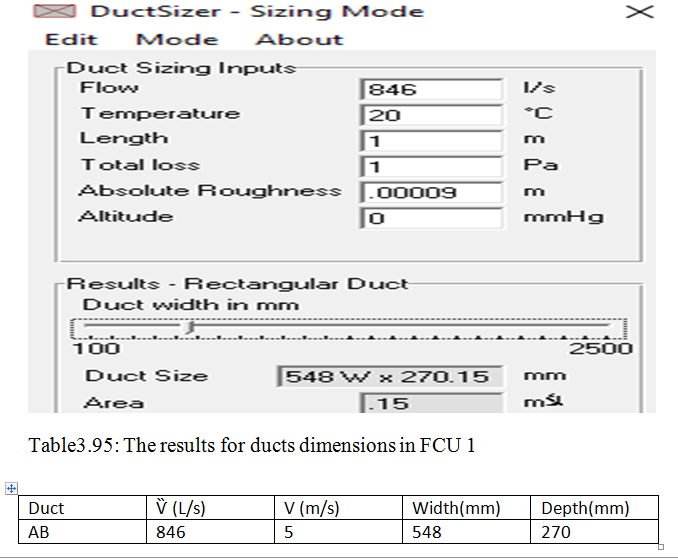 DuctSizer - Sizing Mode
Edit Mode About
Duct Sizing Inputs
Flow 846 l/s
Temperature 20 °C
Length 1 m
Total loss 1 Pa
Absolute Roughness .00009 m
Altitude 0 mmHg
Results - Rectangular Duct
Duct width in mm
100 2500
Duct Size 548 W x 270.15 mm
Area .15
Table3.95: The results for ducts dimensions in FCU 1
Duct V̏ (L/s) V (m/s) Width(mm) Depth(mm)
AB 846 5 548 270